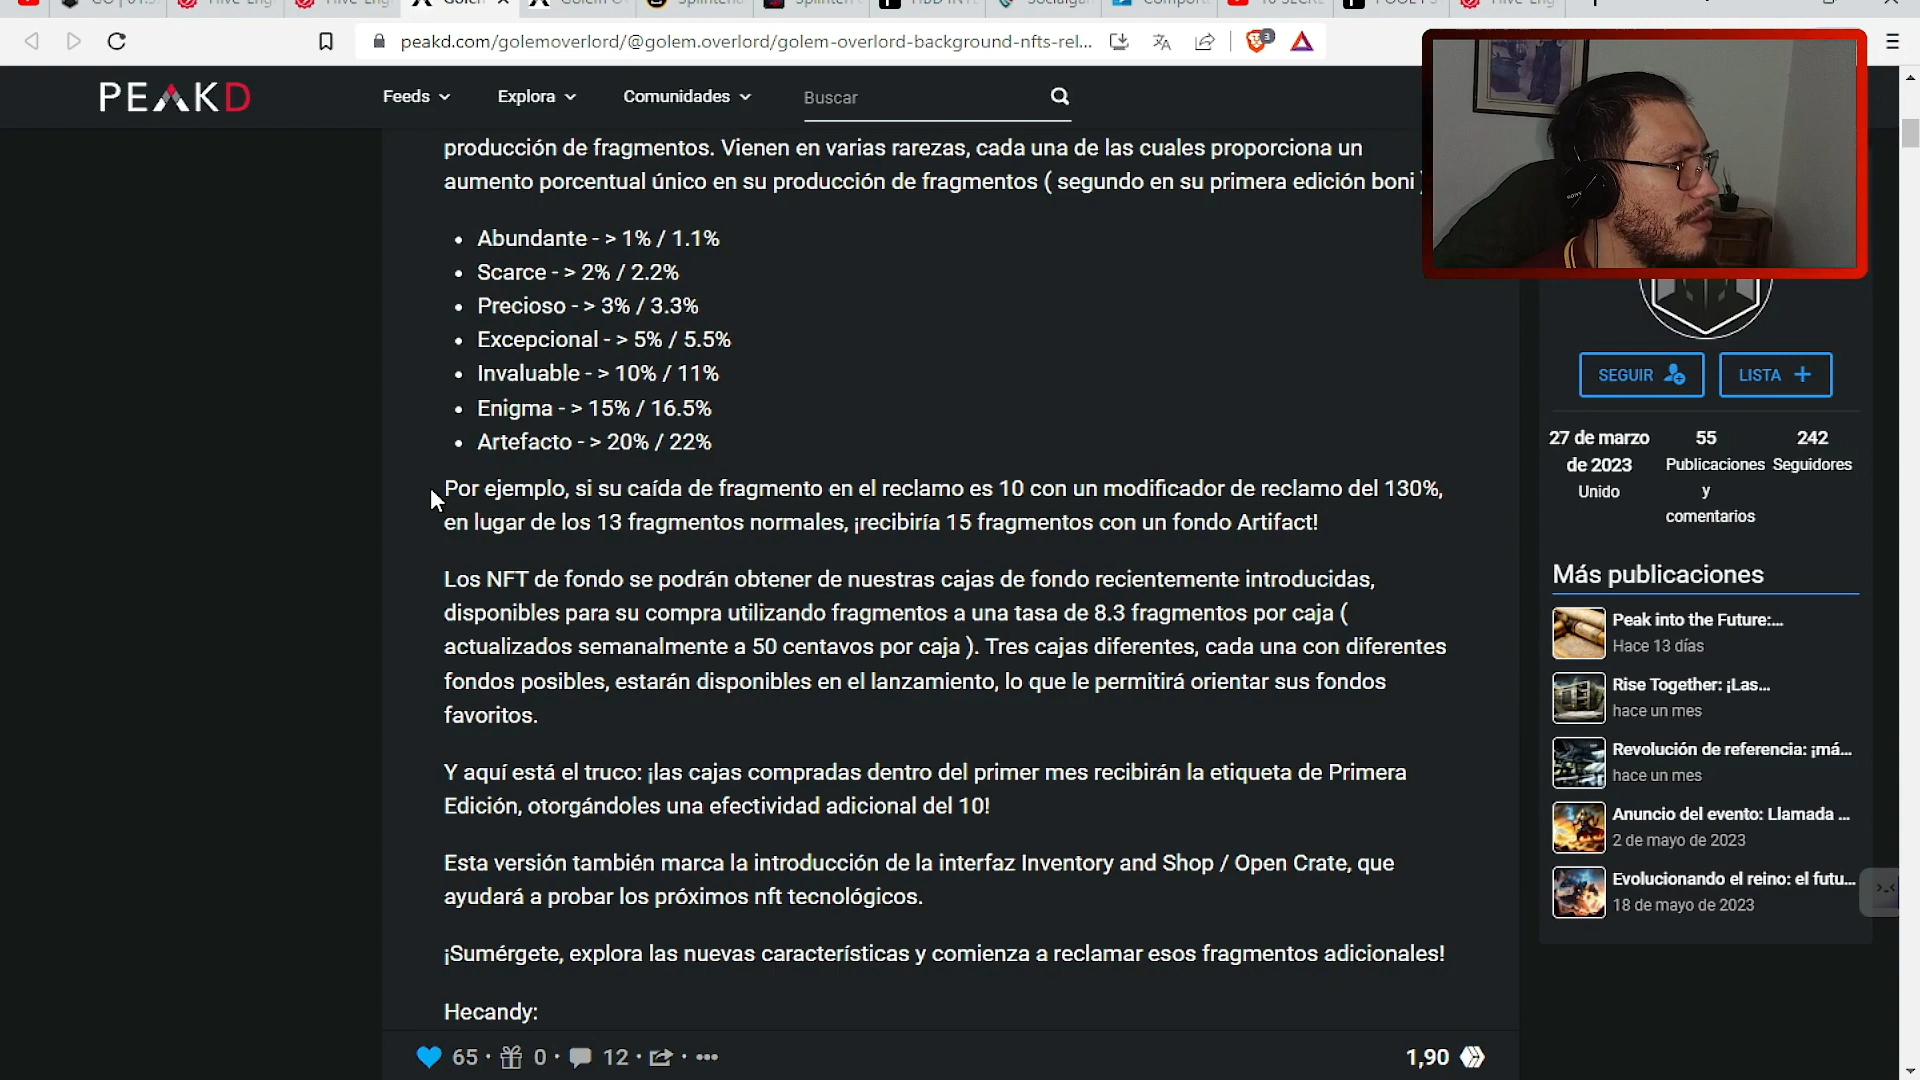 peakd.com/golemoverlord/@golem.overlord/golem-overlord-background-nfts-rel...
3
PEAKD
Feeds
Explora
Comunidades
Buscar
producción de fragmentos. Vienen en varias rarezas, cada una de las cuales proporciona un
aumento porcentual único en su producción de fragmentos ( segundo en su primera edición boni )
• Abundante - > 1% / 1.1%
• Scarce - > 2% / 2.2%
• Precioso - > 3% / 3.3%
• Excepcional - > 5% / 5.5%
• Invaluable - > 10% / 11%
• Enigma - > 15% / 16.5%
• Artefacto - > 20% / 22%
Por ejemplo, si su caída de fragmento en el reclamo es 10 con un modificador de reclamo del 130%,
en lugar de los 13 fragmentos normales, ¡recibiría 15 fragmentos con un fondo Artifact!
Los NFT de fondo se podrán obtener de nuestras cajas de fondo recientemente introducidas,
disponibles para su compra utilizando fragmentos a una tasa de 8.3 fragmentos por caja (
actualizados semanalmente a 50 centavos por caja ). Tres cajas diferentes, cada una con diferentes
fondos posibles, estarán disponibles en el lanzamiento, lo que le permitirá orientar sus fondos
favoritos.
Y aquí está el truco: ¡las cajas compradas dentro del primer mes recibirán la etiqueta de Primera
Edición, otorgándoles una efectividad adicional del 10!
Esta versión también marca la introducción de la interfaz Inventory and Shop / Open Crate, que
ayudará a probar los próximos nft tecnológicos.
¡Sumérgete, explora las nuevas características y comienza a reclamar esos fragmentos adicionales!
Hecandy:
65 · 0 · 12 · · •••
1,90
SEGUIR
LISTA +
27 de marzo
de 2023
Unido
55
Publicaciones
y
comentarios
242
Seguidores
Más publicaciones
Peak into the Future:...
Hace 13 días
Rise Together: ¡Las...
hace un mes
Revolución de referencia: ¡má...
hace un mes
Anuncio del evento: Llamada ...
2 de mayo de 2023
Evolucionando el reino: el futu...
18 de mayo de 2023